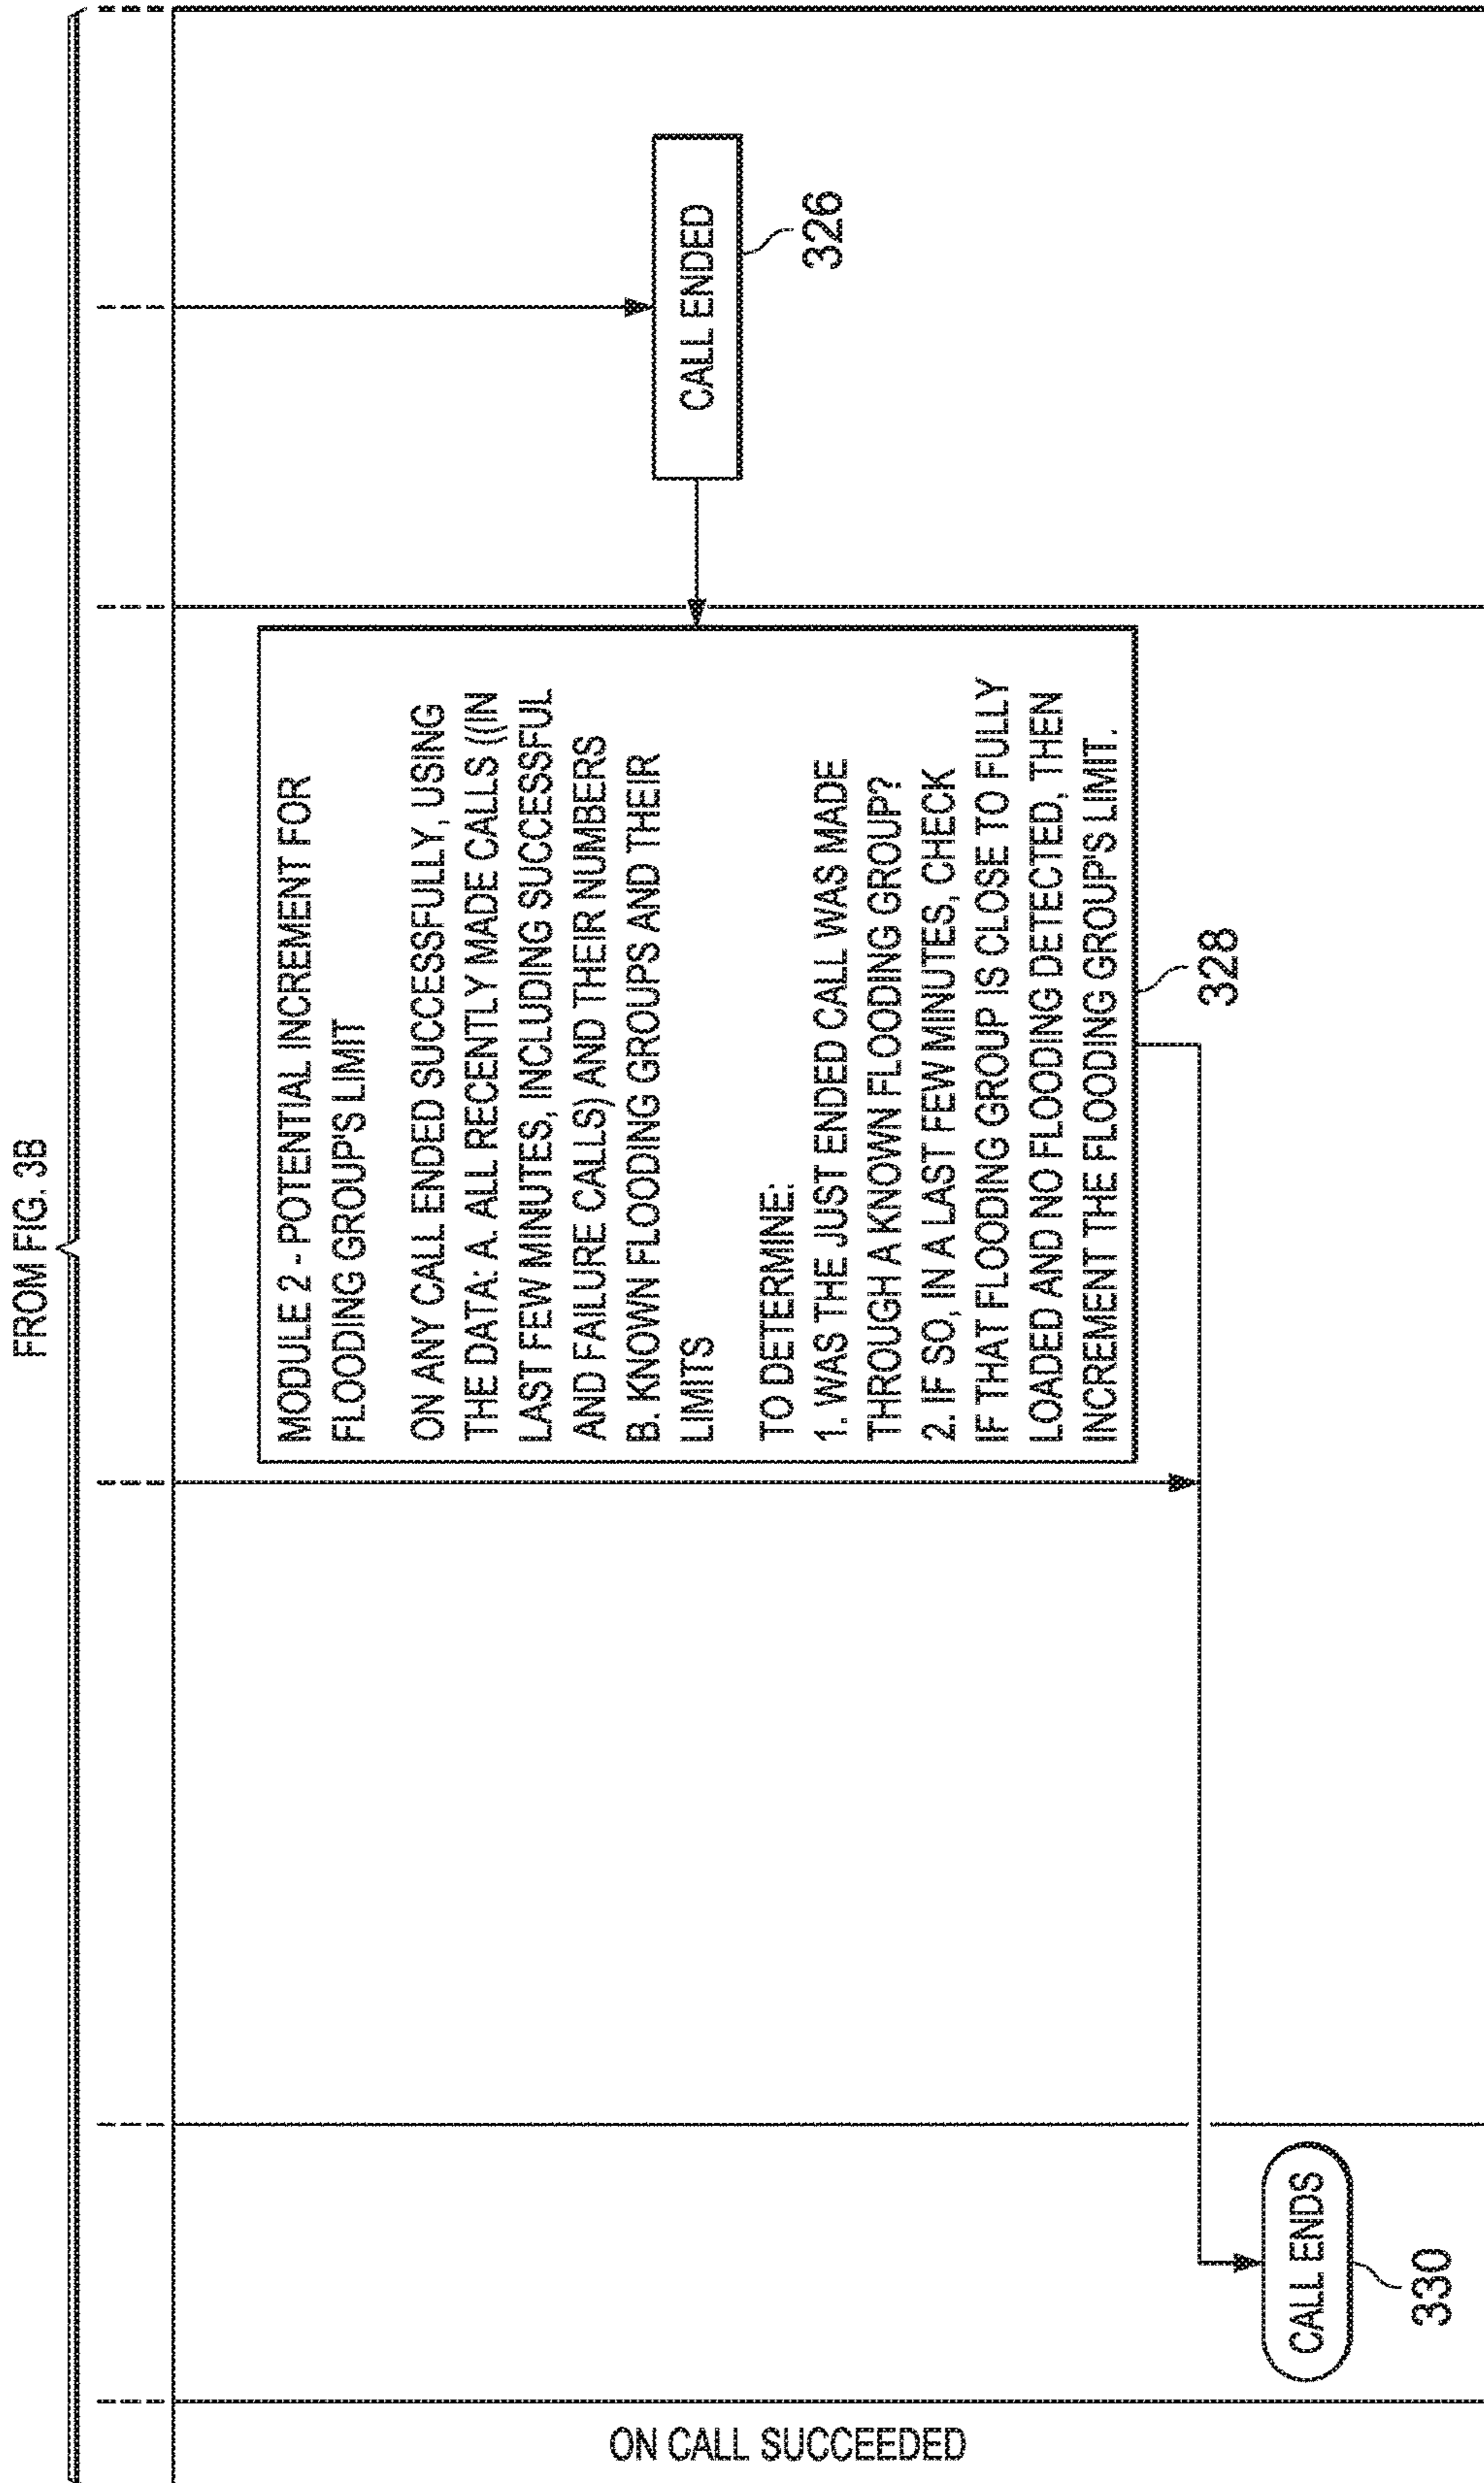 FROM FIG. 3B
CALL ENDED
326
MODULE 2 - POTENTIAL INCREMENT FOR
FLOODING GROUP'S LIMIT
ON ANY CALL ENDED SUCCESSFULLY, USING
THE DATA: A. ALL RECENTLY MADE CALLS ((IN
LAST FEW MINUTES, INCLUDING SUCCESSFUL
AND FAILURE CALLS) AND THEIR NUMBERS
B. KNOWN FLOODING GROUPS AND THEIR
LIMITS
TO DETERMINE:
1. WAS THE JUST ENDED CALL WAS MADE
THROUGH A KNOWN FLOODING GROUP?
2. IF SO, IN A LAST FEW MINUTES, CHECK
IF THAT FLOODING GROUP IS CLOSE TO FULLY
LOADED AND NO FLOODING DETECTED, THEN
INCREMENT THE FLOODING GROUP'S LIMIT.
328
CALL ENDS
330
ON CALL SUCCEEDED